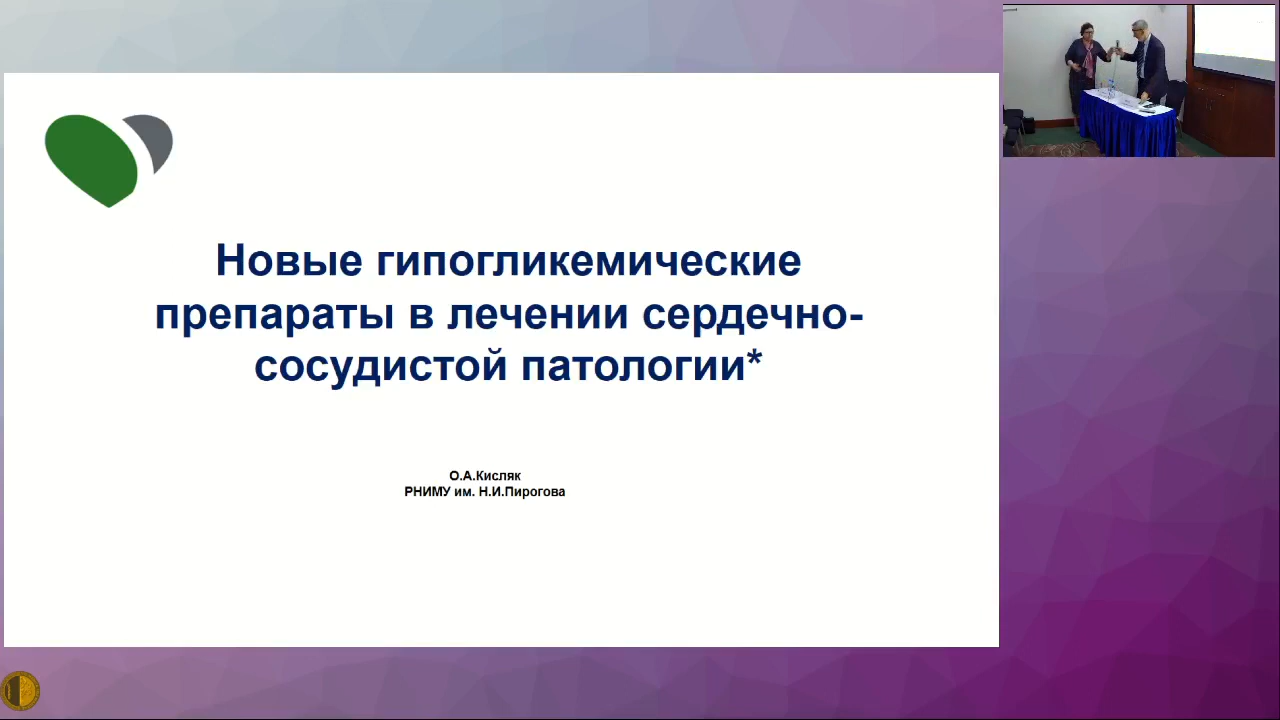 Новые гипогликемические
препараты в лечении сердечно-
сосудистой патологии*
О.А.Кисляк
РНИМУ им. Н.И.Пирогова